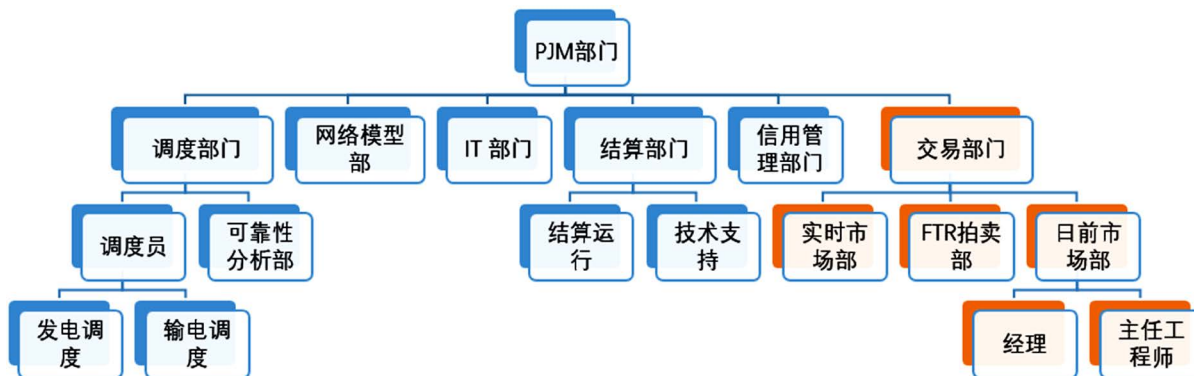 PJM部门
调度部门
网络模型
部
IT 部门
结算部门
信用管
理部门
交易部门
调度员
可靠性
分析部
结算运
行
技术支
持
实时市
场部
FTR拍卖
部
日前市
场部
发电调
度
输电调
度
经理
主任工
程师